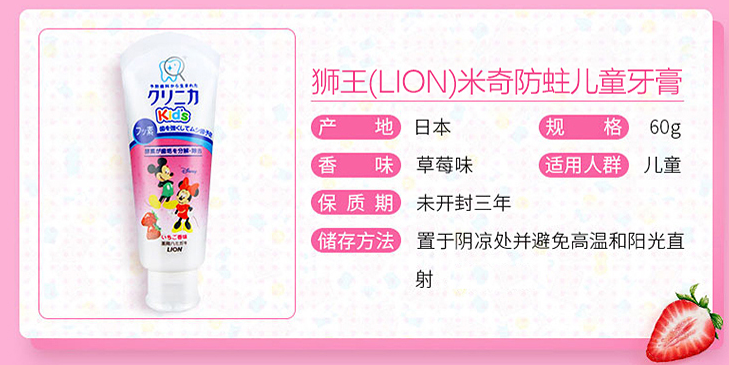 狮王(LION)米奇防蛀儿童牙膏
产地 日本 规格 60g
香味 草莓味 适用人群 儿童
保质期 未开封三年
储存方法 置于阴凉处并避免高温和阳光直
射
クリニカ
Kid's
フッ素
Disney
いちご香味
LION